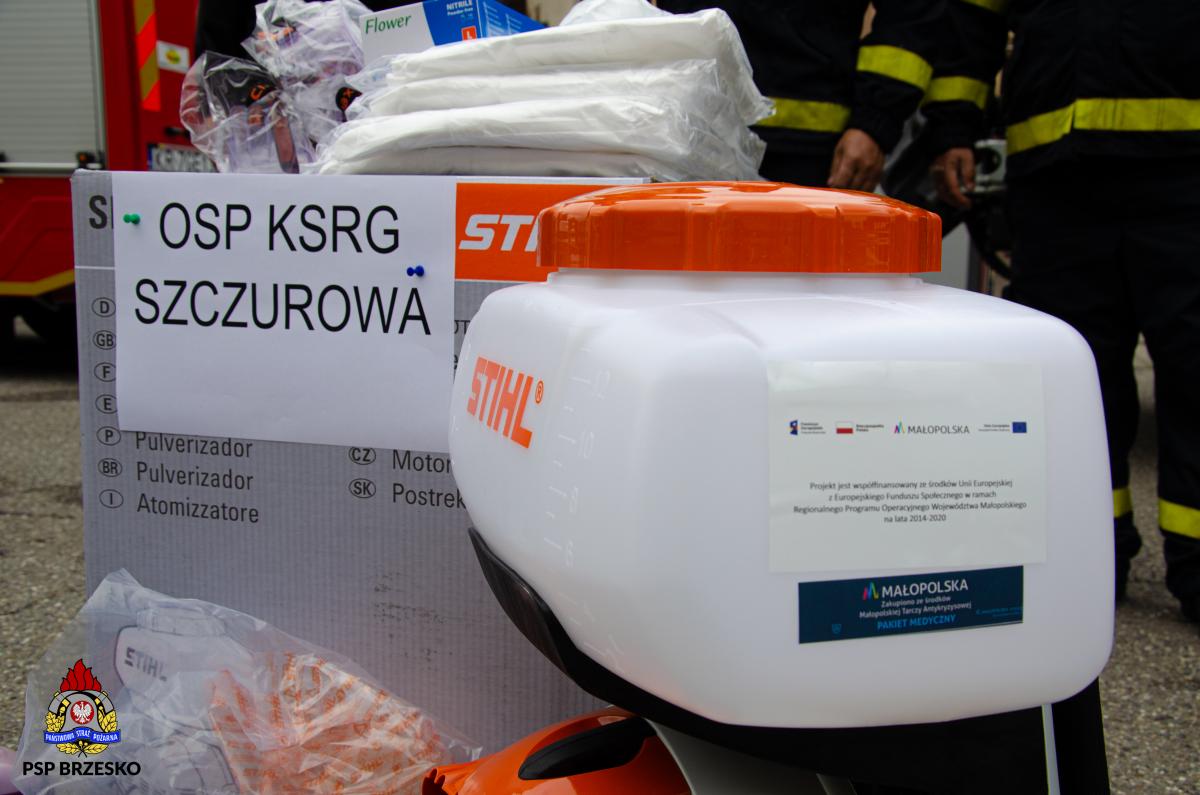 Flower
NITRILE
Powder-free
L
OSP KSRG
SZCZUROWA
D
GB
F
E
P Pulverizador
BR Pulverizador
I Atomizzatore
CZ Motor
SK Postrek
STIHL®
MAŁOPOLSKA
Projekt jest współfinansowany ze środków Unii Europejskiej
z Europejskiego Funduszu Społecznego w ramach
Regionalnego Programu Operacyjnego Województwa Małopolskiego
na lata 2014-2020
MAŁOPOLSKA
Zakupiono ze środków
Małopolskiej Tarczy Antykryzysowej
PAKIET MEDYCZNY
STIHL
PAŃSTWOWA STRAŻ POŻARNA
PSP BRZESKO